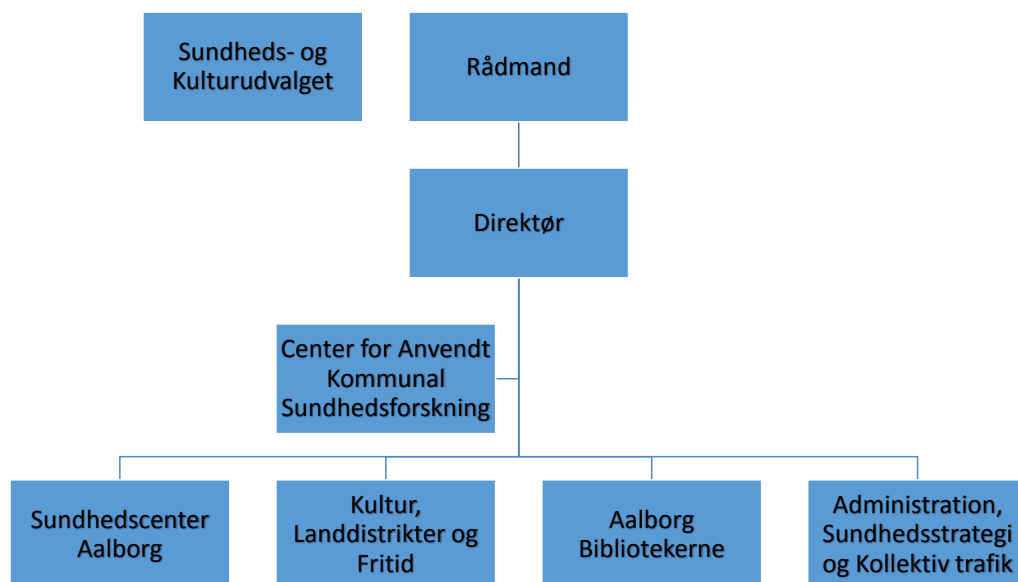 Sundheds- og
Kulturudvalget
Rådmand
Direktør
Center for Anvendt
Kommunal
Sundhedsforskning
Sundhedscenter
Aalborg
Kultur,
Landdistrikter og
Fritid
Aalborg
Bibliotekerne
Administration,
Sundhedsstrategi
og Kollektiv trafik